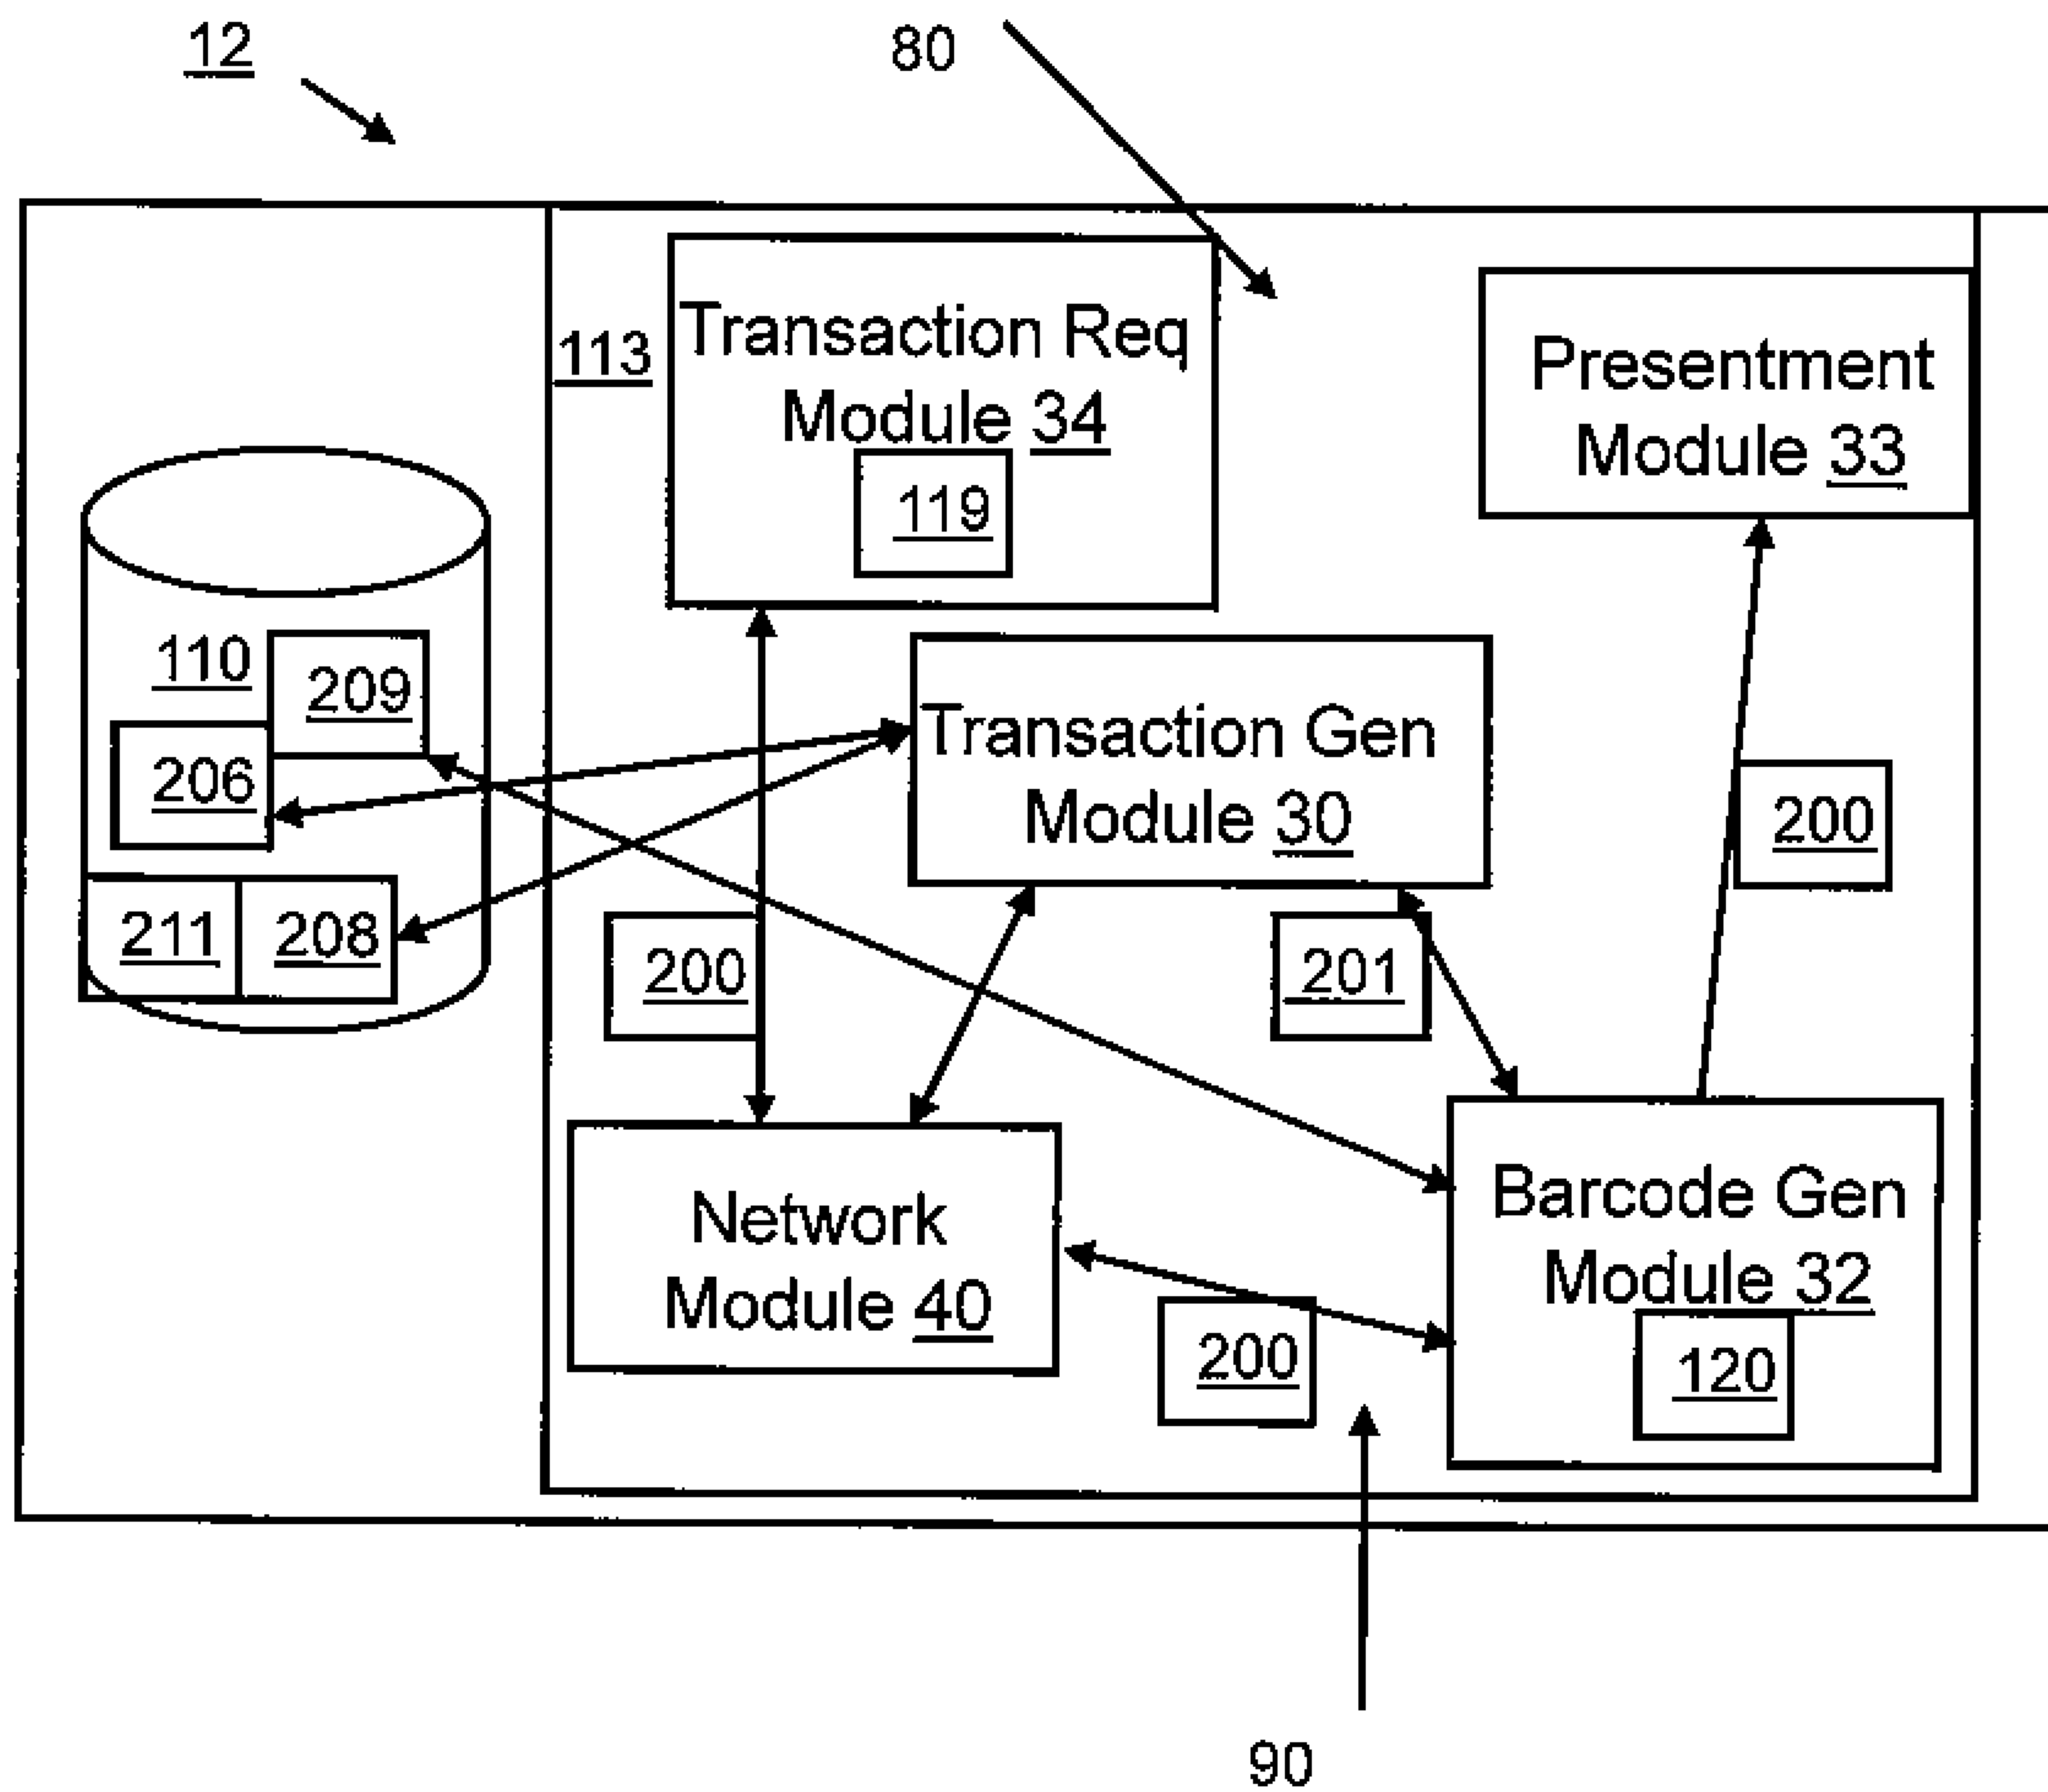 12
80
113
Transaction Req
Module 34
119
Presentment
Module 33
110
209
206
211
208
Transaction Gen
Module 30
200
200
201
Network
Module 40
200
Barcode Gen
Module 32
120
90